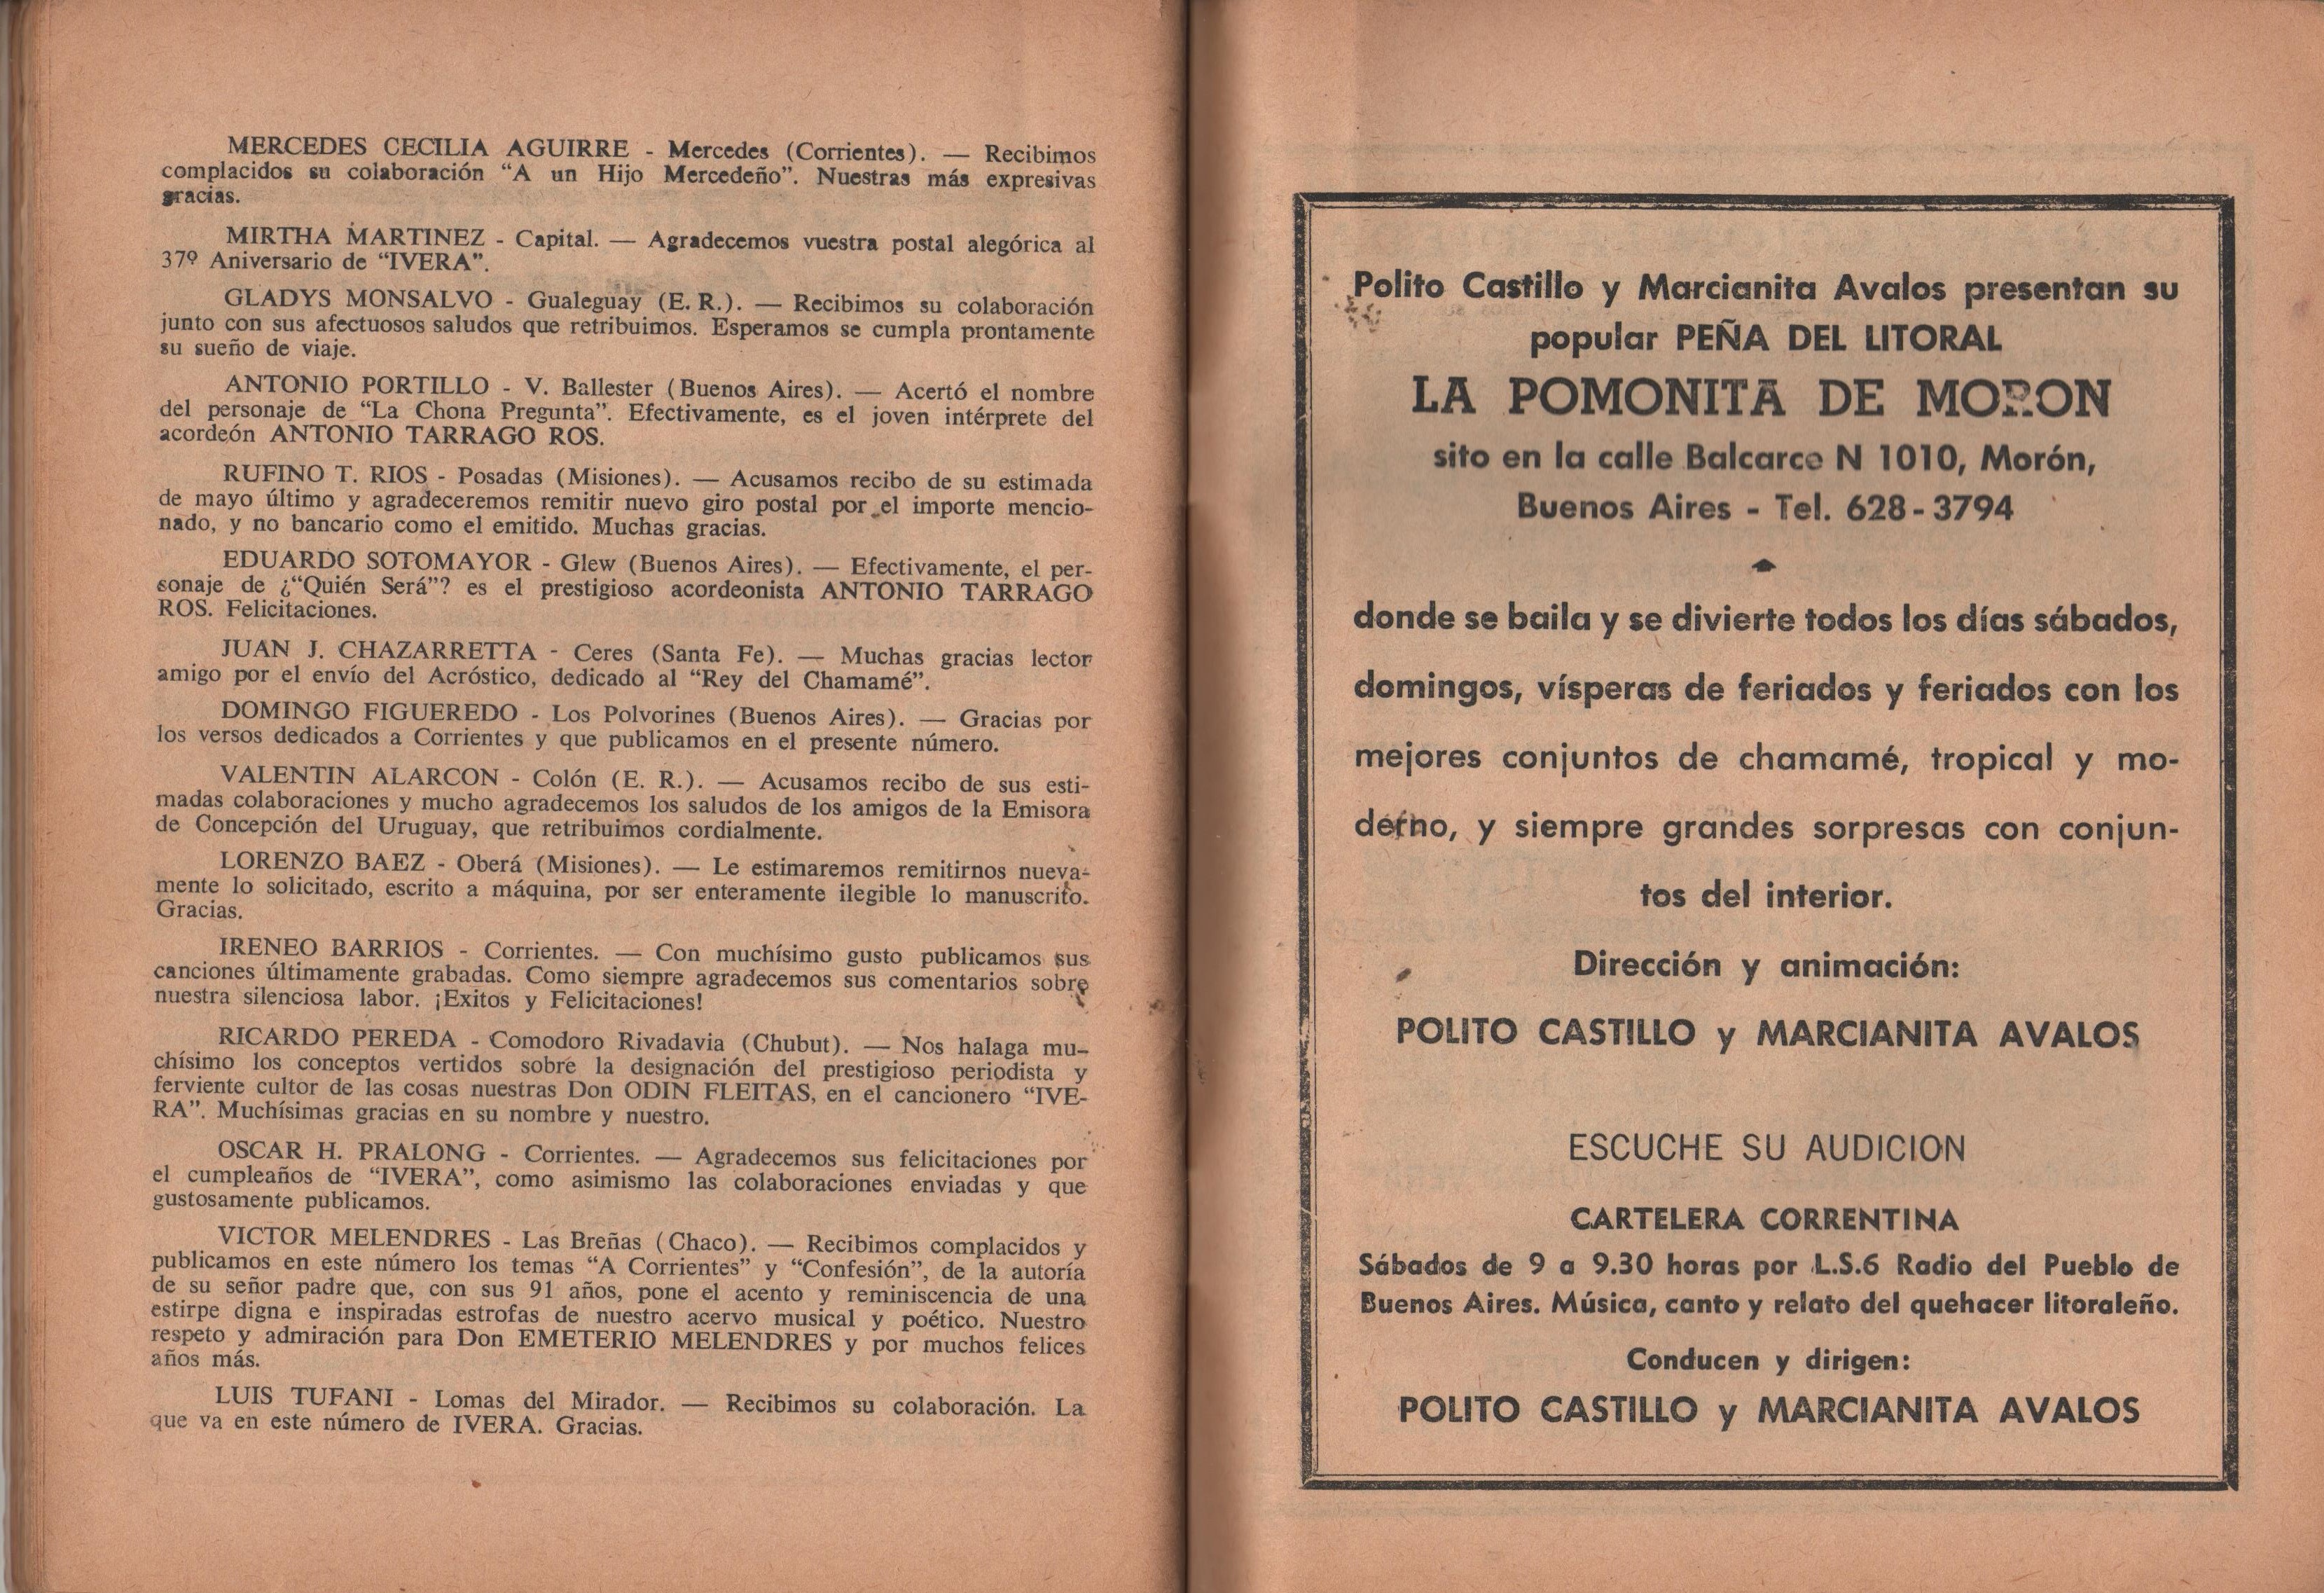 MERCEDES CECILIA AGUIRRE - Mercedes (Corrientes). — Recibimos
complacidos su colaboración “A un Hijo Mercedeño”. Nuestras más expresivas
gracias.
MIRTHA MARTINEZ - Capital. — Agradecemos vuestra postal alegórica al
37º Aniversario de “IVERA”.
GLADYS MONSALVO - Gualeguay (E. R.). — Recibimos su colaboración
junto con sus afectuosos saludos que retribuimos. Esperamos se cumpla prontamente
su sueño de viaje.
ANTONIO PORTILLO - V. Ballester (Buenos Aires). — Acertó el nombre
del personaje de “La Chona Pregunta”. Efectivamente, es el joven intérprete del
acordeón ANTONIO TARRAGO ROS.
RUFINO T. RIOS - Posadas (Misiones). — Acusamos recibo de su estimada
de mayo último y agradeceremos remitir nuevo giro postal por el importe mencio-
nado, y no bancario como el emitido. Muchas gracias.
EDUARDO SOTOMAYOR - Glew (Buenos Aires). — Efectivamente, el per-
sonaje de ¿“Quién Será”? es el prestigioso acordeonista ANTONIO TARRAGO
ROS. Felicitaciones.
JUAN J. CHAZARRETTA - Ceres (Santa Fe). — Muchas gracias lector
amigo por el envío del Acróstico, dedicado al “Rey del Chamamé”.
DOMINGO FIGUEREDO - Los Polvorines (Buenos Aires). — Gracias por
los versos dedicados a Corrientes y que publicamos en el presente número.
VALENTIN ALARCON - Colón (E. R.). — Acusamos recibo de sus esti-
madas colaboraciones y mucho agradecemos los saludos de los amigos de la Emisora
de Concepción del Uruguay, que retribuimos cordialmente.
LORENZO BAEZ - Oberá (Misiones). — Le estimaremos remitirnos nueva-
mente lo solicitado, escrito a máquina, por ser enteramente ilegible lo manuscrito.
Gracias.
IRENEO BARRIOS - Corrientes. — Con muchísimo gusto publicamos sus
canciones últimamente grabadas. Como siempre agradecemos sus comentarios sobre
nuestra silenciosa labor. ¡Exitos y Felicitaciones!
RICARDO PEREDA - Comodoro Rivadavia (Chubut). — Nos halaga mu-
chísimo los conceptos vertidos sobre la designación del prestigioso periodista y
ferviente cultor de las cosas nuestras Don ODIN FLEITAS, en el cancionero “IVE-
RA”. Muchísimas gracias en su nombre y nuestro.
OSCAR H. PRALONG - Corrientes. — Agradecemos sus felicitaciones por
el cumpleaños de “IVERA”, como asimismo las colaboraciones enviadas y que
gustosamente publicamos.
VICTOR MELENDRES - Las Breñas (Chaco). — Recibimos complacidos y
publicamos en este número los temas “A Corrientes” y “Confesión”, de la autoría
de su señor padre que, con sus 91 años, pone el acento y reminiscencia de una
estirpe digna e inspiradas estrofas de nuestro acervo musical y poético. Nuestro
respeto y admiración para Don EMETERIO MELENDRES y por muchos felices
años más.
LUIS TUFANI - Lomas del Mirador. — Recibimos su colaboración. La
que va en este número de IVERA. Gracias.
Polito Castillo y Marcianita Avalos presentan su
popular PEÑA DEL LITORAL
LA POMONITA DE MORON
sito en la calle Balcarce N 1010, Morón,
Buenos Aires - Tel. 628-3794
donde se baila y se divierte todos los días sábados,
domingos, vísperas de feriados y feriados con los
mejores conjuntos de chamamé, tropical y mo-
derno, y siempre grandes sorpresas con conjun-
tos del interior.
Dirección y animación:
POLITO CASTILLO y MARCIANITA AVALOS
ESCUCHE SU AUDICION
CARTELERA CORRENTINA
Sábados de 9 a 9.30 horas por L.S.6 Radio del Pueblo de
Buenos Aires. Música, canto y relato del quehacer litoraleño.
Conducen y dirigen:
POLITO CASTILLO y MARCIANITA AVALOS